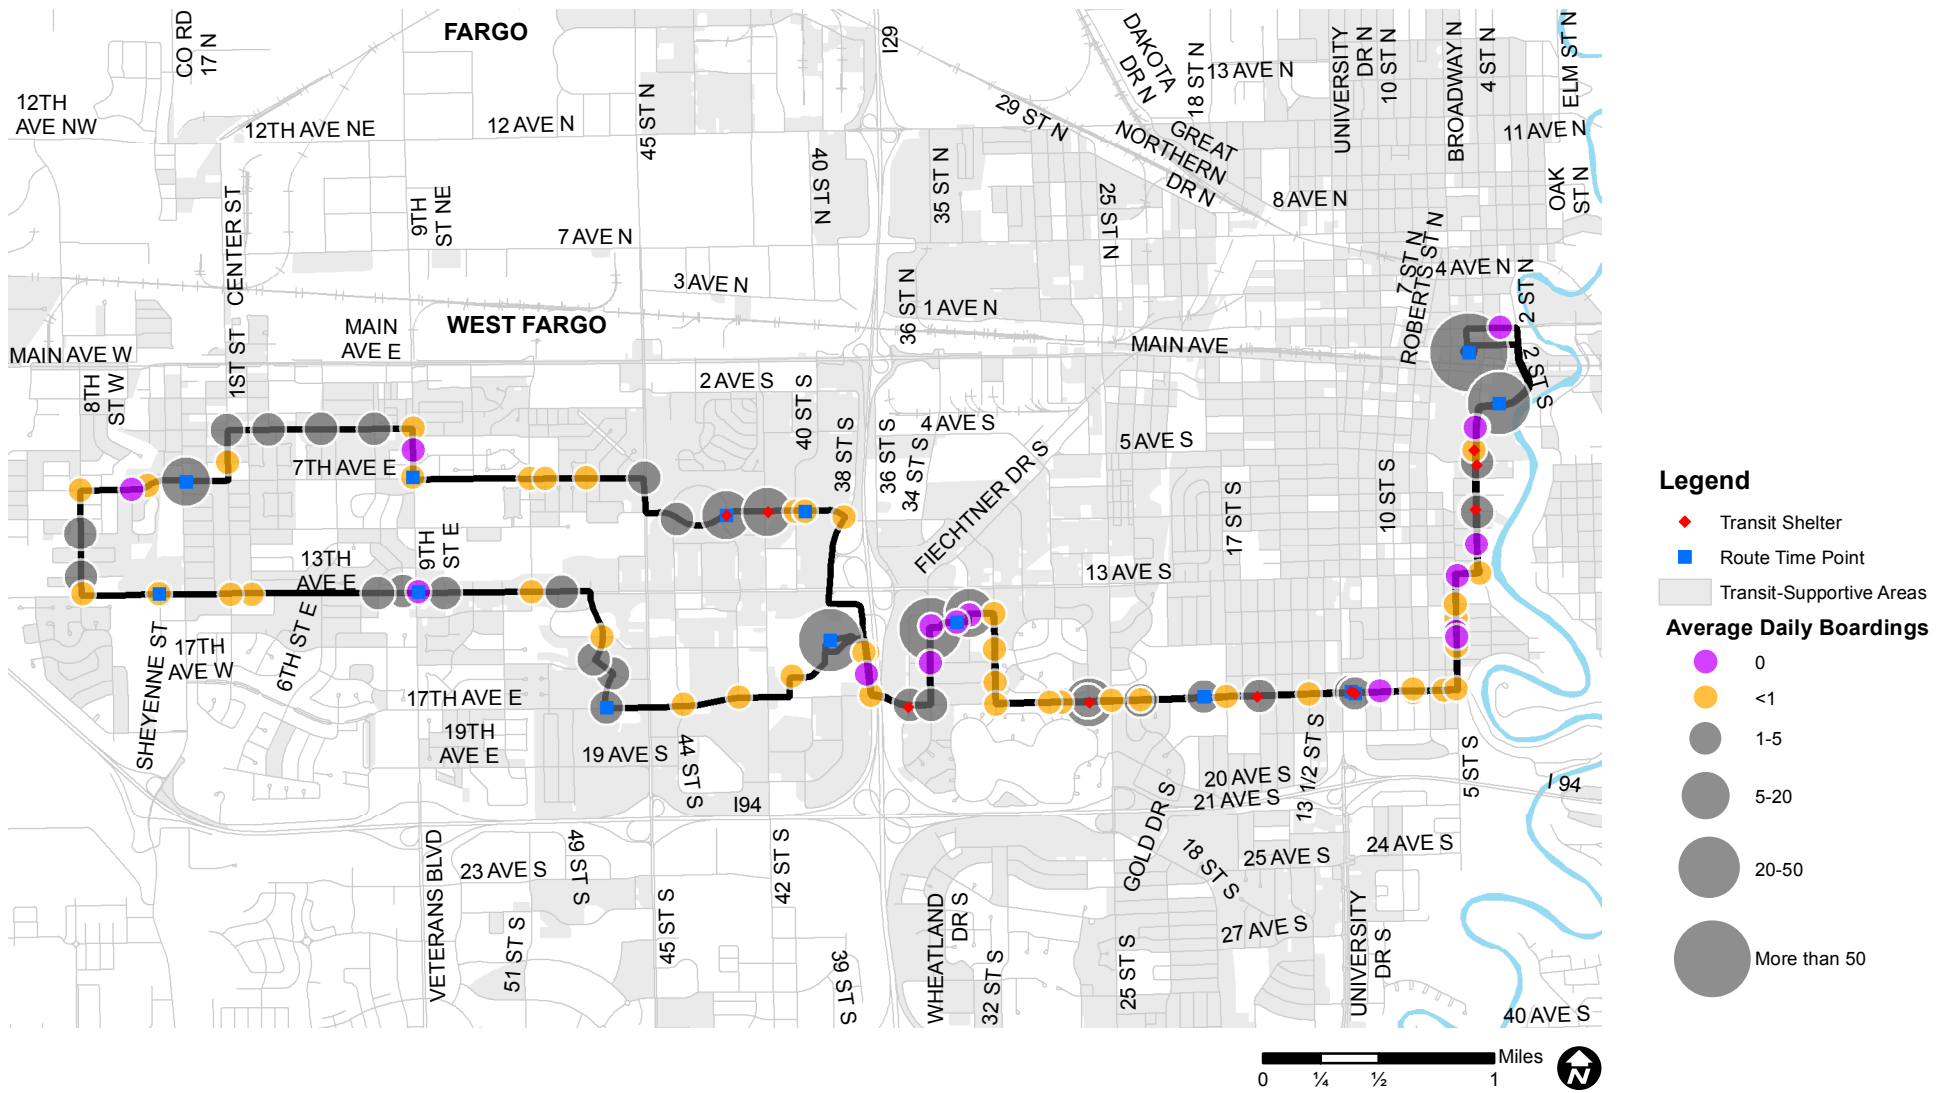 FARGO
CO RD
17 N
I29
DAKOTA
DR N
18 ST N
13 AVE N
UNIVERSITY
DR N
10 ST N
BROADWAY N
4 ST N
ELM ST N
12TH
AVE NW
12TH AVE NE
12 AVE N
45 ST N
29 ST N
GREAT
NORTHERN
DR N
11 AVE N
40 ST N
35 ST N
25 ST N
8 AVE N
OAK
ST N
CENTER ST
9TH
ST NE
7 AVE N
3 AVE N
36 ST N
1 AVE N
7 ST N
ROBERTS ST N
4 AVE N
2 ST N
WEST FARGO
MAIN
AVE E
MAIN AVE W
MAIN AVE
8TH
ST W
1ST ST
2 AVE S
40 ST S
2 ST S
38 ST S
36 ST S
34 ST S
4 AVE S
5 AVE S
FIECHTNER DR S
7TH AVE E
17 ST S
10 ST S
13TH
AVE E
9TH
ST E
13 AVE S
SHEYENNE ST
17TH
AVE W
6TH ST E
17TH AVE E
19TH
AVE E
19 AVE S
44 ST S
I94
20 AVE S
21 AVE S
13 1/2 ST S
5 ST S
I 94
GOLD DR S
18 ST S
25 AVE S
24 AVE S
VETERANS BLVD
23 AVE S
49 ST S
51 ST S
45 ST S
42 ST S
39 ST S
WHEATLAND
DR S
32 ST S
25 ST S
27 AVE S
UNIVERSITY
DR S
40 AVE S
Legend
Transit Shelter
Route Time Point
Transit-Supportive Areas
Average Daily Boardings
0
<1
1-5
5-20
20-50
More than 50
Miles
0 ¼ ½ 1
N